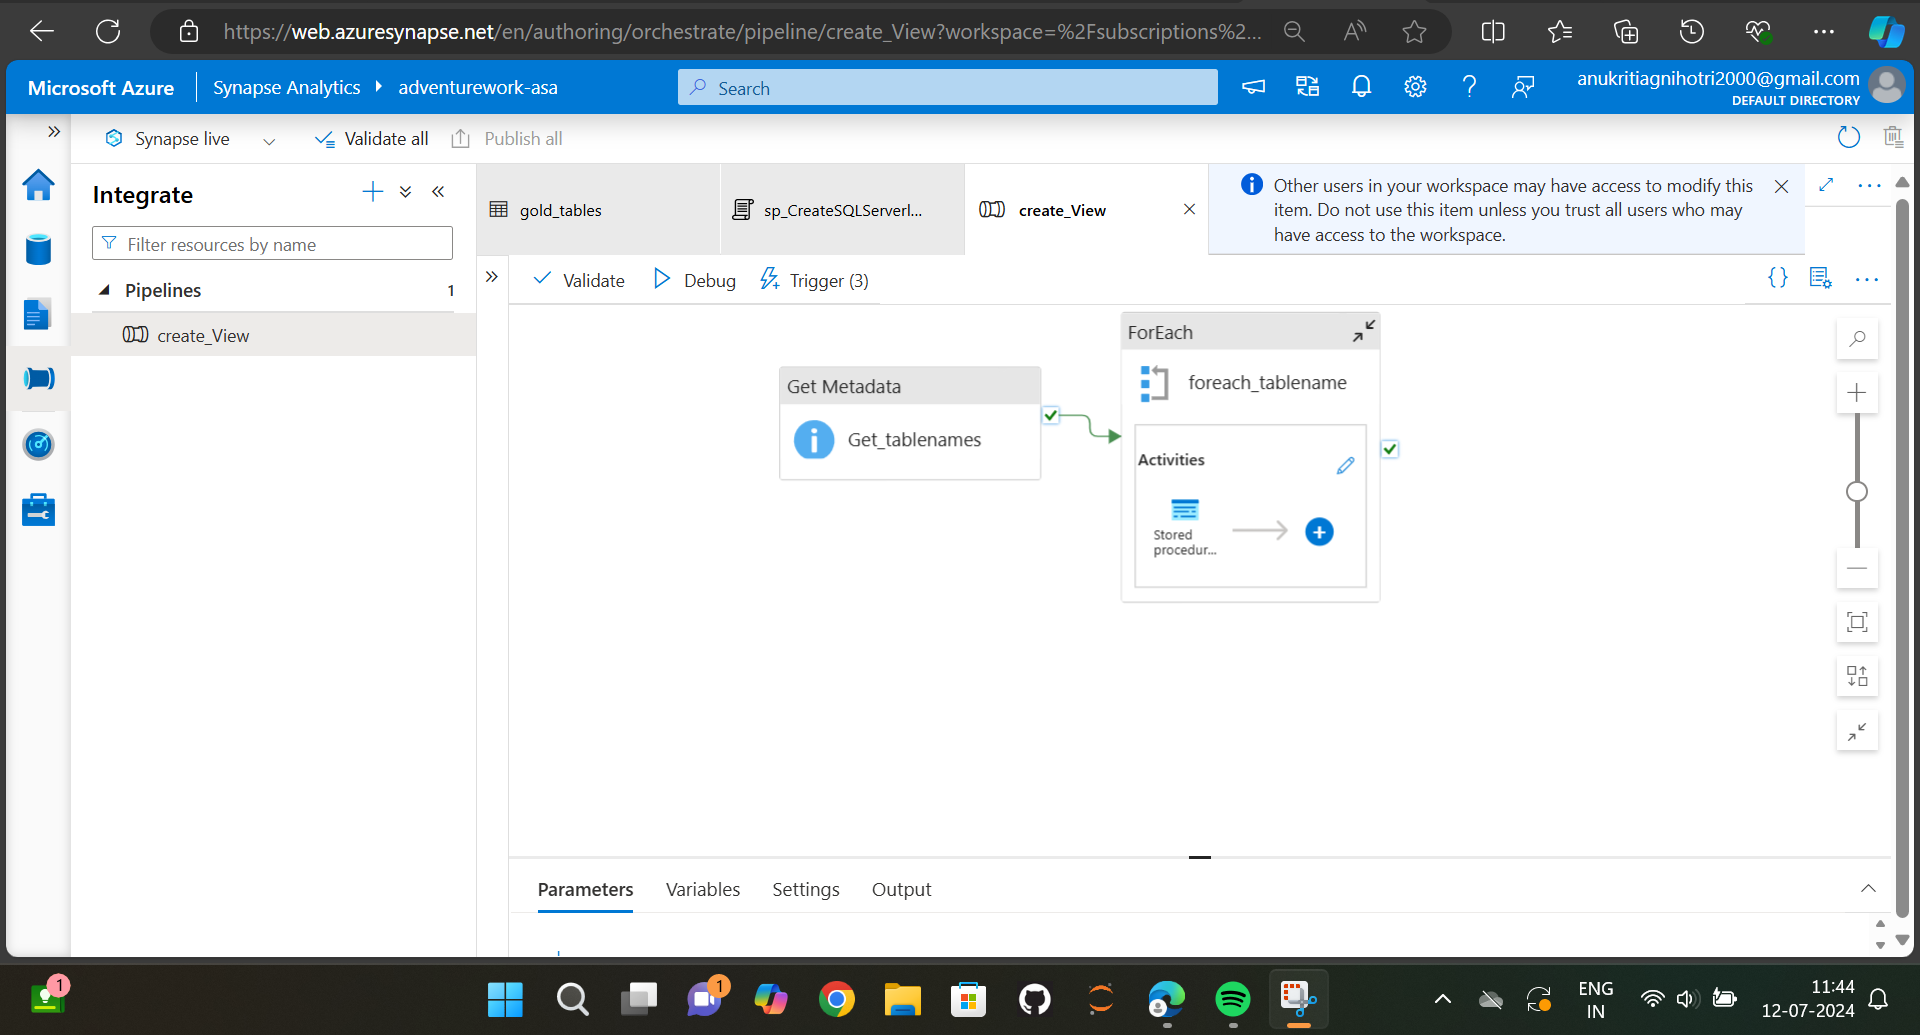 https://web.azuresynapse.net/en/authoring/orchestrate/pipeline/create_View?workspace=%2Fsubscriptions%2...
Microsoft Azure
Synapse Analytics
adventurework-asa
Search
anukritiagnihotri2000@gmail.com
DEFAULT DIRECTORY
Synapse live
Validate all
Publish all
Integrate
Filter resources by name
Pipelines
1
create_View
gold_tables
sp_CreateSQLServerl...
create_View
Other users in your workspace may have access to modify this
item. Do not use this item unless you trust all users who may
have access to the workspace.
Validate
Debug
Trigger (3)
Get Metadata
Get_tablenames
ForEach
foreach_tablename
Activities
Stored
procedur...
Parameters
Variables
Settings
Output
1
1
ENG
IN
11:44
12-07-2024